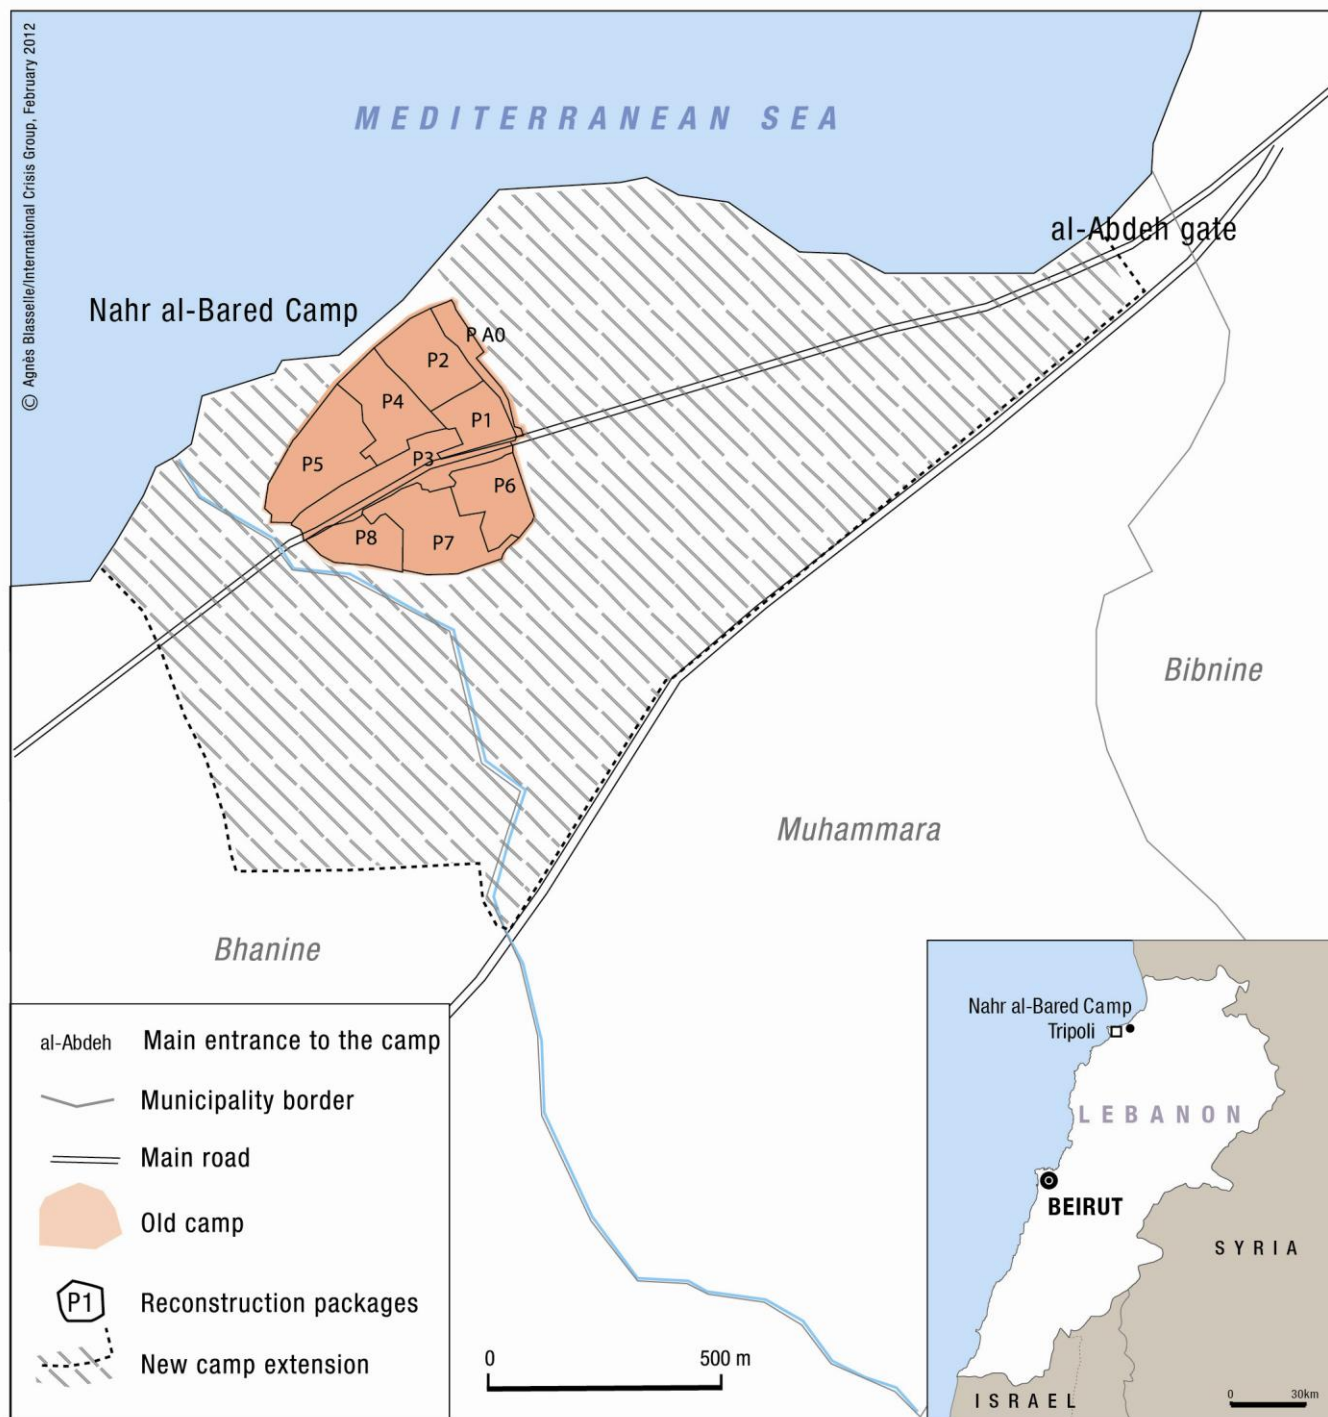 © Agnès Blasselle/International Crisis Group, February 2012
MEDITERRANEAN SEA
al-Abdeh gate
Nahr al-Bared Camp
P A0
P2
P4
P1
P3
P5
P6
P8
P7
Bibnine
Muhammara
Bhanine
al-Abdeh Main entrance to the camp
Municipality border
Main road
Old camp
P1 Reconstruction packages
New camp extension
0 500 m
Nahr al-Bared Camp
Tripoli
LEBANON
BEIRUT
SYRIA
ISRAEL
0 30km